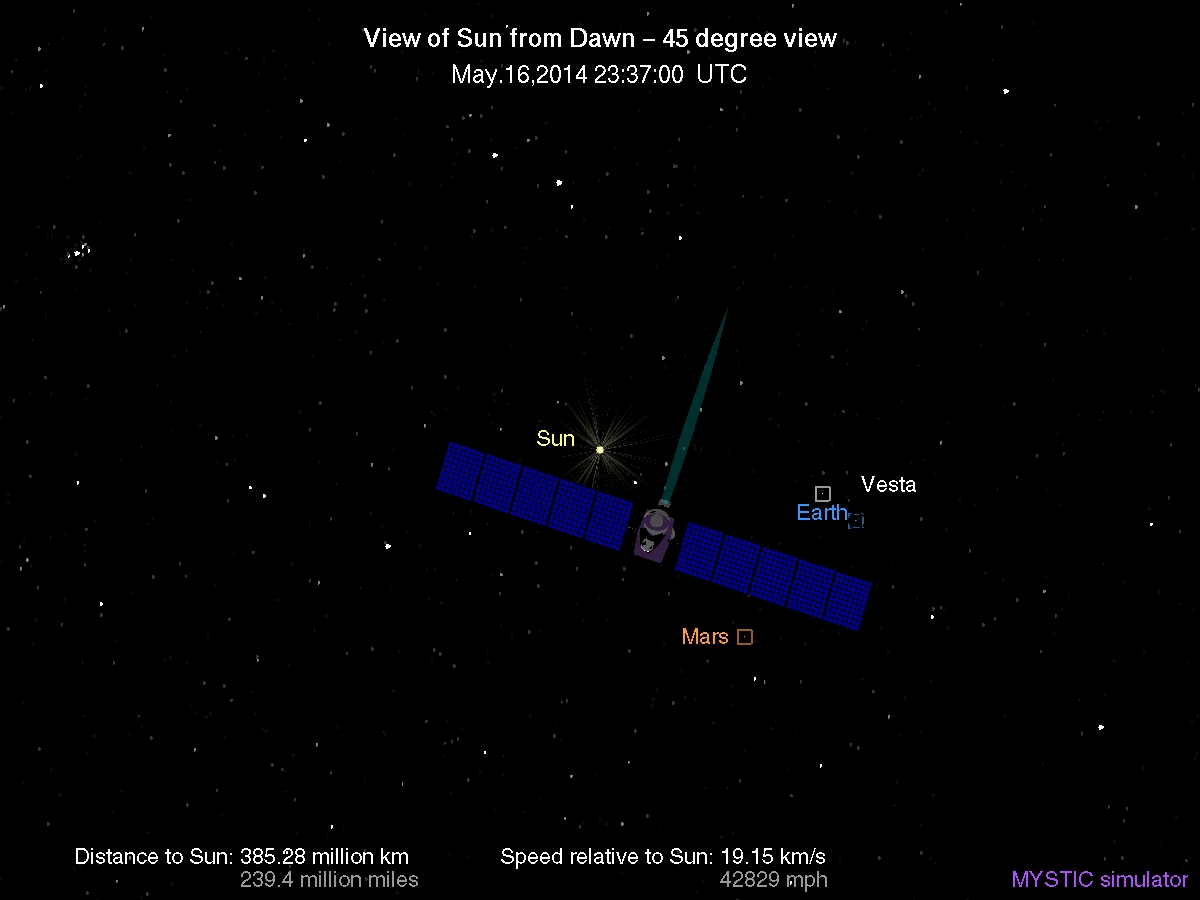 View of Sun from Dawn – 45 degree view
May.16,2014 23:37:00 UTC
Sun
Vesta
Earth
Mars
Distance to Sun: 385.28 million km
239.4 million miles
Speed relative to Sun: 19.15 km/s
42829 mph
MYSTIC simulator